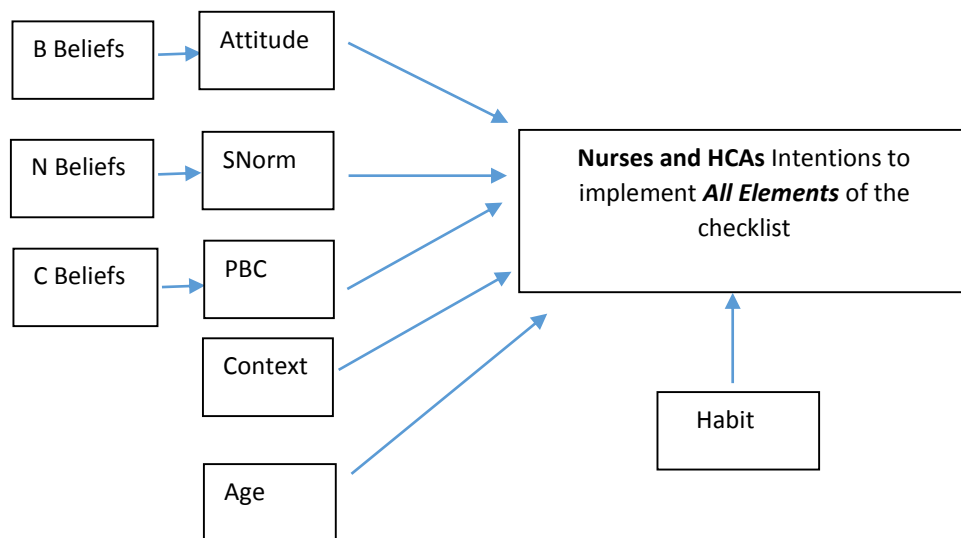 B Beliefs
Attitude
N Beliefs
SNorm
Nurses and HCAs Intentions to
implement All Elements of the
checklist
C Beliefs
PBC
Context
Habit
Age